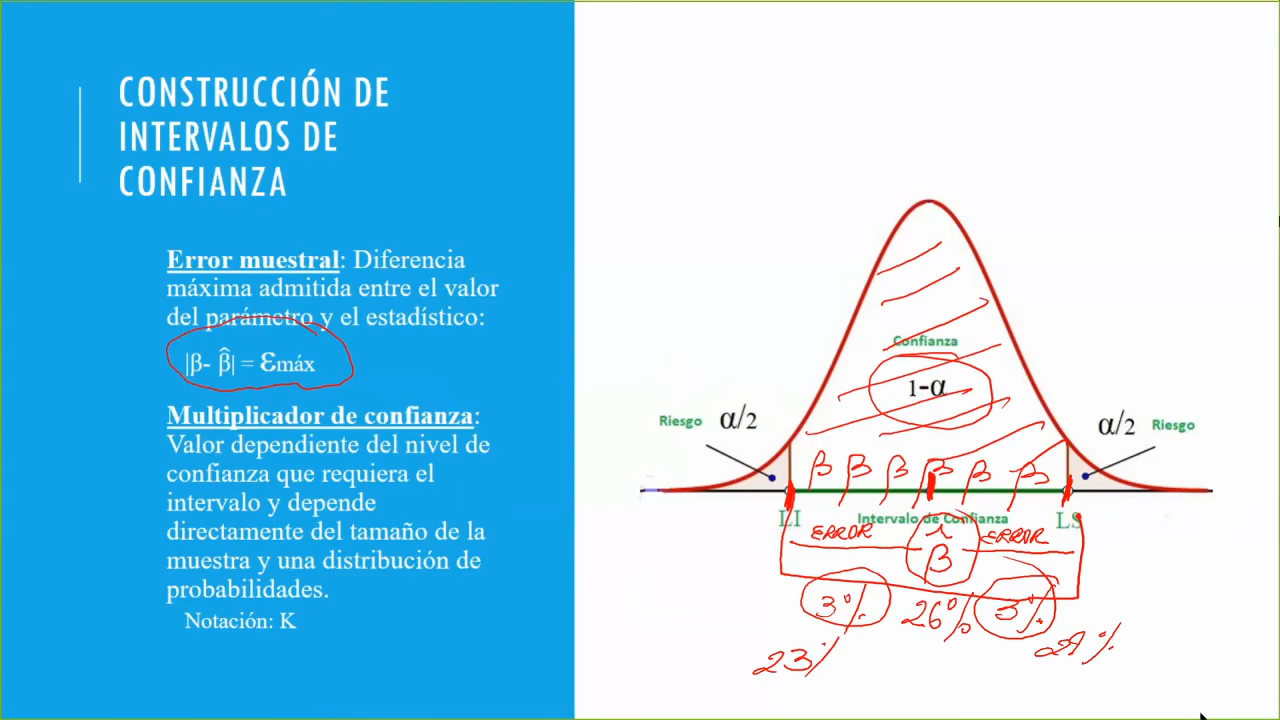 CONSTRUCCIÓN DE
INTERVALOS DE
CONFIANZA
Error muestral: Diferencia
máxima admitida entre el valor
del parámetro y el estadístico:
|β- β̂| = Ɛmáx
Multiplicador de confianza:
Valor dependiente del nivel de
confianza que requiera el
intervalo y depende
directamente del tamaño de la
muestra y una distribución de
probabilidades.
Notación: K
Confianza
1-α
Riesgo α/2
α/2 Riesgo
β β β β β β
LI Intervalo de Confianza LS
ERROR β̂ ERROR
3% 26% 3%
23% 29%